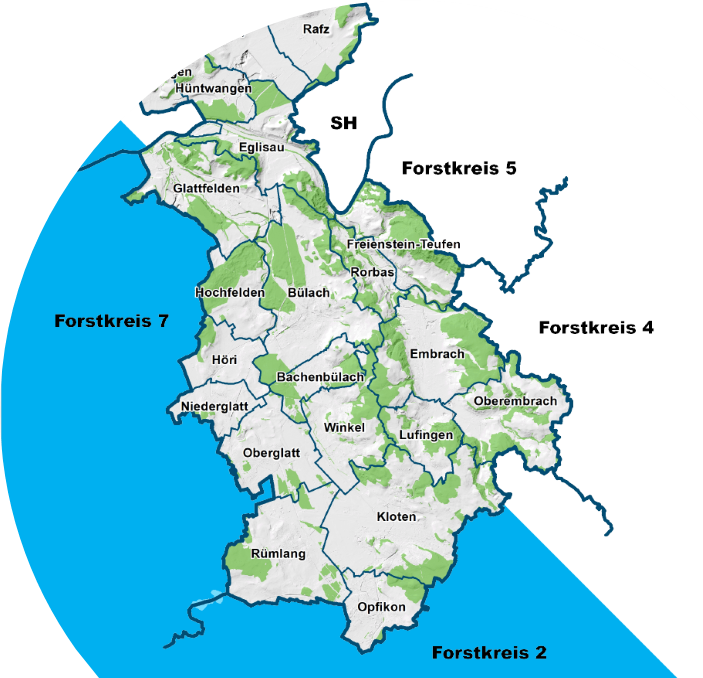 Rafz
Hüntwangen
SH
Eglisau
Forstkreis 5
Glattfelden
Freienstein-Teufen
Rorbas
Hochfelden
Bülach
Forstkreis 7
Forstkreis 4
Höri
Embrach
Bachenbülach
Niederglatt
Oberembrach
Winkel
Lufingen
Oberglatt
Kloten
Rümlang
Opfikon
Forstkreis 2